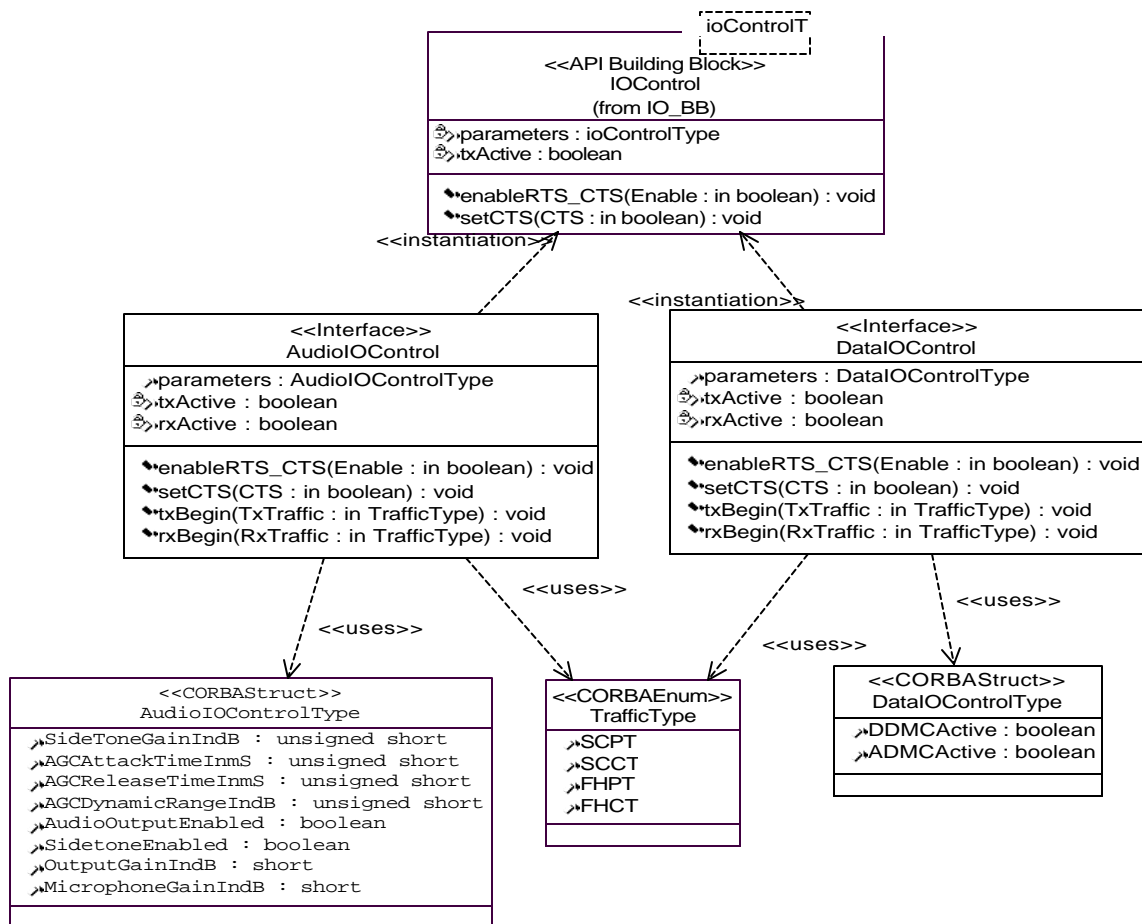 ioControlT
<<API Building Block>>
IOControl
(from IO_BB)
parameters : ioControlType
txActive : boolean
enableRTS_CTS(Enable : in boolean) : void
setCTS(CTS : in boolean) : void
<<instantiation>>
<<instantiation>>
<<Interface>>
AudioIOControl
parameters : AudioIOControlType
txActive : boolean
rxActive : boolean
enableRTS_CTS(Enable : in boolean) : void
setCTS(CTS : in boolean) : void
txBegin(TxTraffic : in TrafficType) : void
rxBegin(RxTraffic : in TrafficType) : void
<<Interface>>
DataIOControl
parameters : DataIOControlType
txActive : boolean
rxActive : boolean
enableRTS_CTS(Enable : in boolean) : void
setCTS(CTS : in boolean) : void
txBegin(TxTraffic : in TrafficType) : void
rxBegin(RxTraffic : in TrafficType) : void
<<uses>>
<<uses>>
<<uses>>
<<uses>>
<<CORBAStruct>>
AudioIOControlType
SideToneGainIndB : unsigned short
AGCAttackTimeInmS : unsigned short
AGCReleaseTimeInmS : unsigned short
AGCDynamicRangeIndB : unsigned short
AudioOutputEnabled : boolean
SidetoneEnabled : boolean
OutputGainIndB : short
MicrophoneGainIndB : short
<<CORBAEnum>>
TrafficType
SCPT
SCCT
FHPT
FHCT
<<CORBAStruct>>
DataIOControlType
DDMCActive : boolean
ADMCActive : boolean